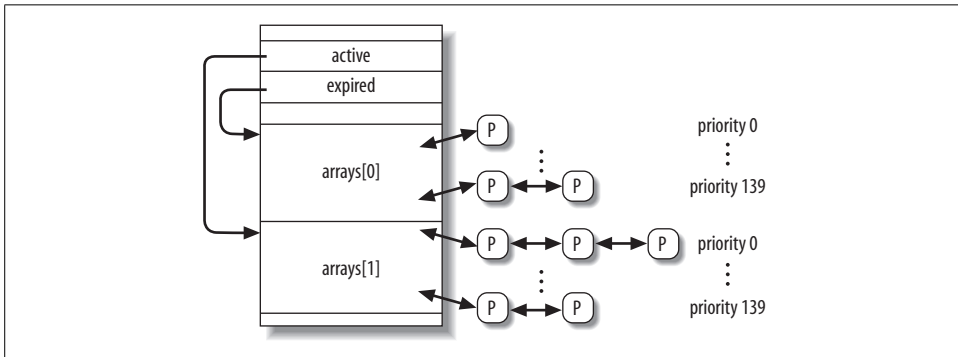 active
expired
P priority 0
arrays[0]
P P priority 139
P P P priority 0
arrays[1]
P P priority 139